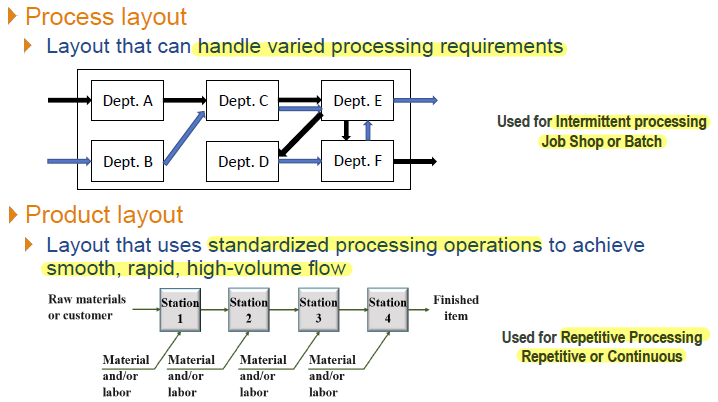 Process layout
Layout that can handle varied processing requirements
Dept. A
Dept. C
Dept. E
Dept. B
Dept. D
Dept. F
Used for Intermittent processing
Job Shop or Batch
Product layout
Layout that uses standardized processing operations to achieve
smooth, rapid, high-volume flow
Raw materials
or customer
Station
1
Station
2
Station
3
Station
4
Finished
item
Material
and/or
labor
Material
and/or
labor
Material
and/or
labor
Material
and/or
labor
Used for Repetitive Processing
Repetitive or Continuous